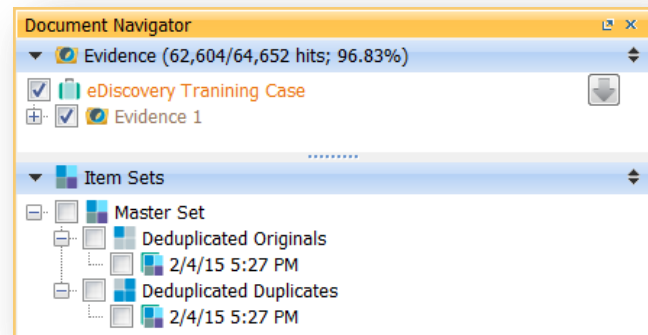 Document Navigator
Evidence (62,604/64,652 hits; 96.83%)
eDiscovery Tranining Case
Evidence 1
Item Sets
Master Set
Deduplicated Originals
2/4/15 5:27 PM
Deduplicated Duplicates
2/4/15 5:27 PM